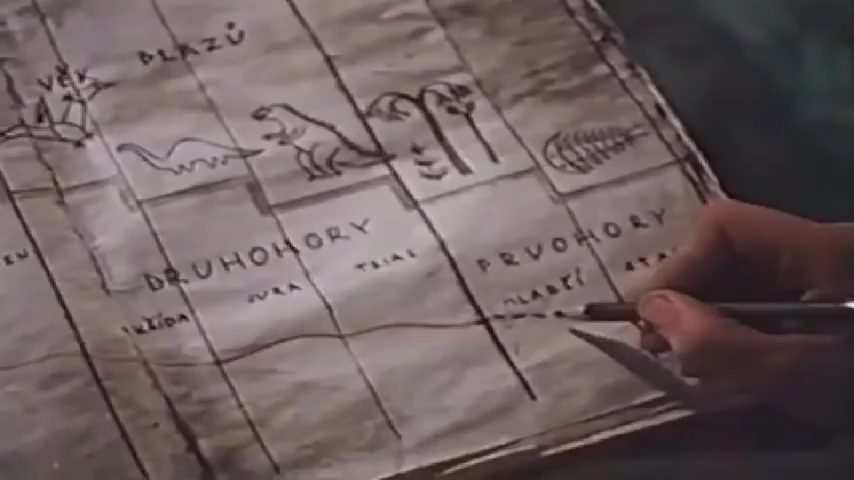 VĚK
PLAZŮ
DRUHOHORY
PRVOHORY
KŘÍDA
JURA
TRIAS
MLADŠÍ